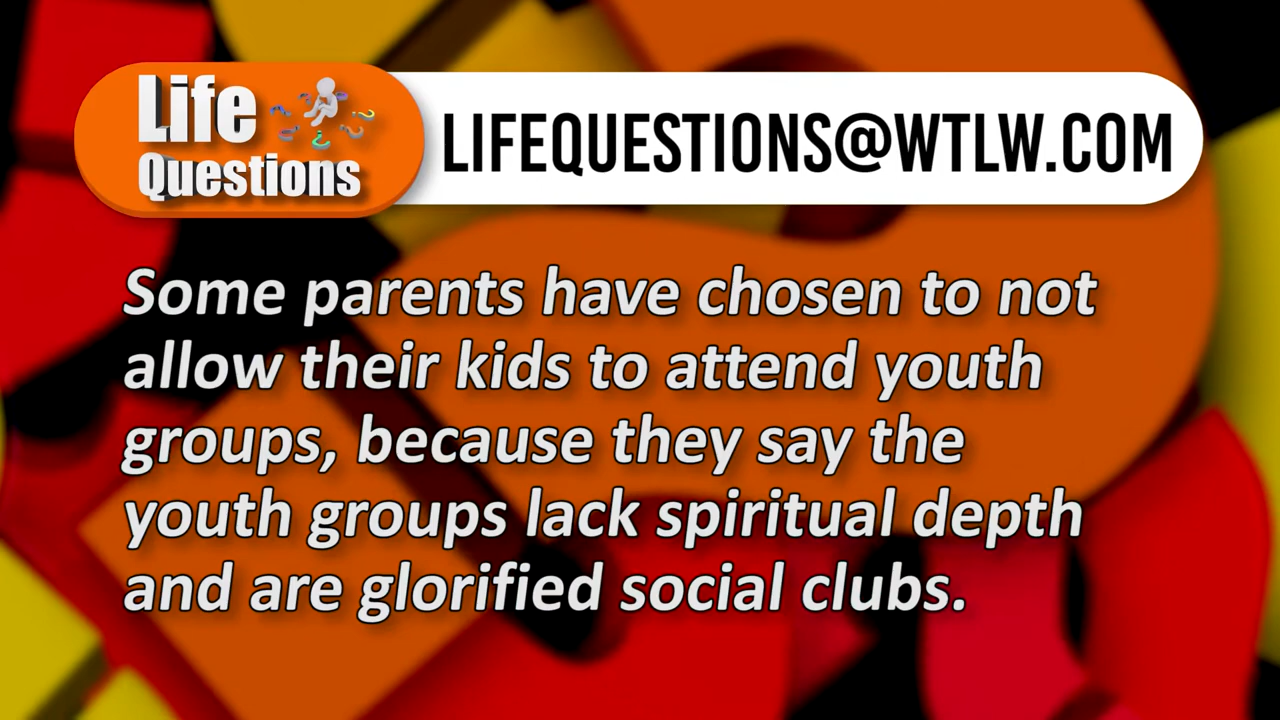 Life
Questions
LIFEQUESTIONS@WTLW.COM
Some parents have chosen to not
allow their kids to attend youth
groups, because they say the
youth groups lack spiritual depth
and are glorified social clubs.